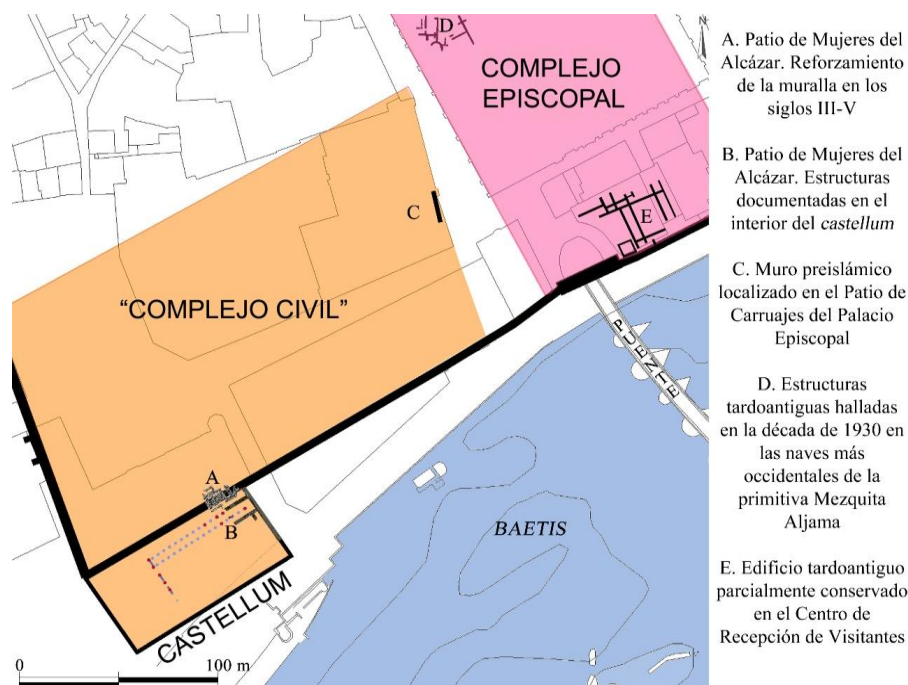 D
COMPLEJO
EPISCOPAL
N
C
E
"COMPLEJO CIVIL"
PUENTE
A
B
BAETIS
CASTELLUM
0
100 m
A. Patio de Mujeres del
Alcázar. Reforzamiento
de la muralla en los
siglos III-V
B. Patio de Mujeres del
Alcázar. Estructuras
documentadas en el
interior del castellum
C. Muro preislámico
localizado en el Patio de
Carruajes del Palacio
Episcopal
D. Estructuras
tardoantiguas halladas
en la década de 1930 en
las naves más
occidentales de la
primitiva Mezquita
Aljama
E. Edificio tardoantiguo
parcialmente conservado
en el Centro de
Recepción de Visitantes